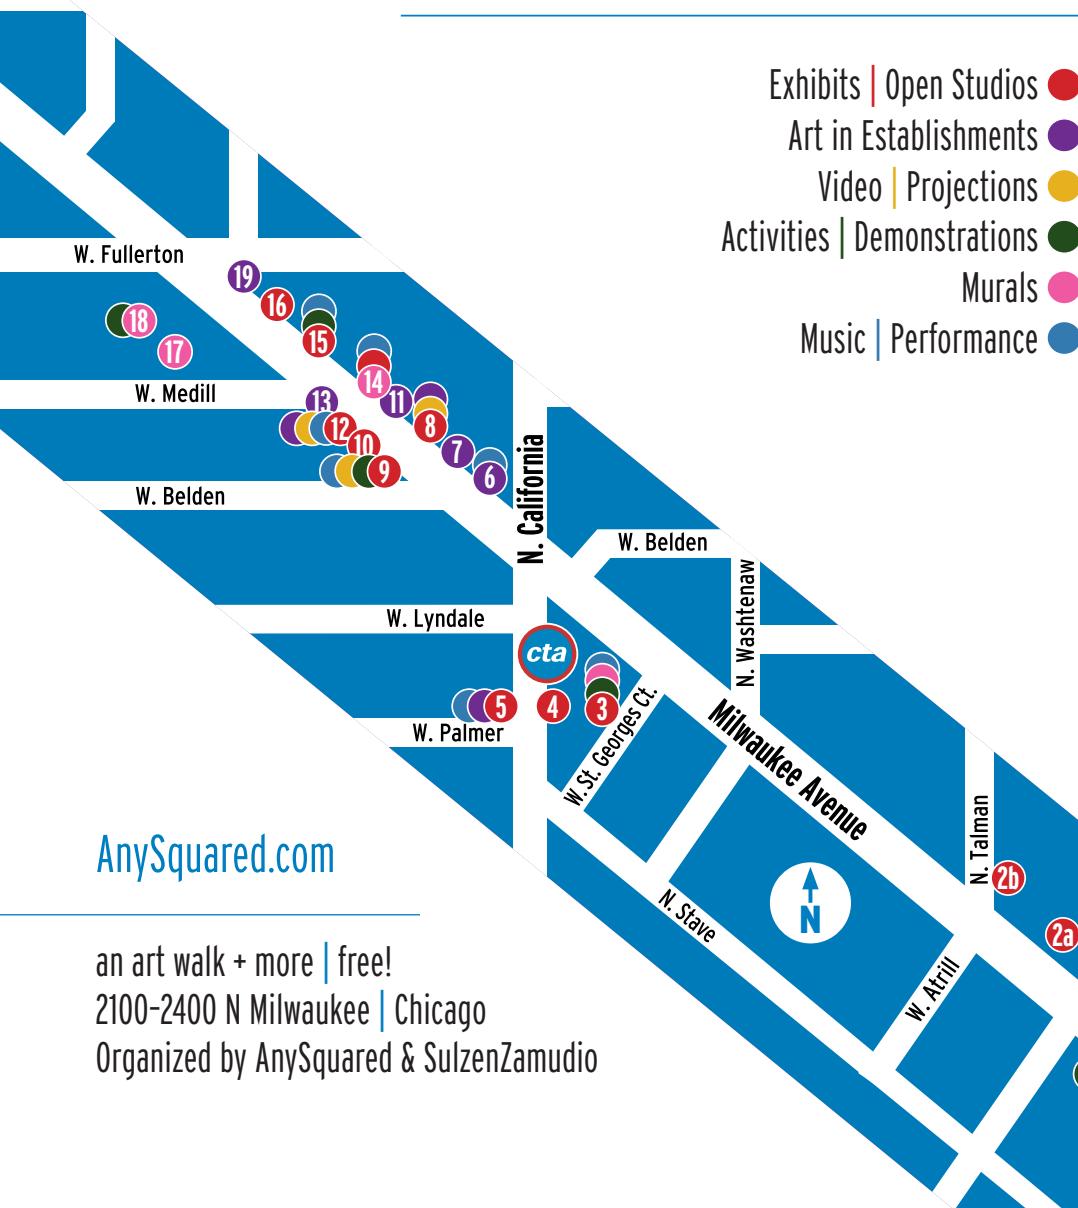 Exhibits | Open Studios
Art in Establishments
Video | Projections
Activities | Demonstrations
Murals
Music | Performance
W. Fullerton
19
16
18
15
17
14
W. Medill
13
11
12
8
10
7
9
6
W. Belden
N. California
W. Belden
N. Washtenaw
W. Lyndale
cta
5
4
3
W. Palmer
W. St. Georges Ct.
Milwaukee Avenue
N. Talman
2b
2a
N. Stave
N
W. Atrill
AnySquared.com
an art walk + more | free!
2100-2400 N Milwaukee | Chicago
Organized by AnySquared & SulzenZamudio